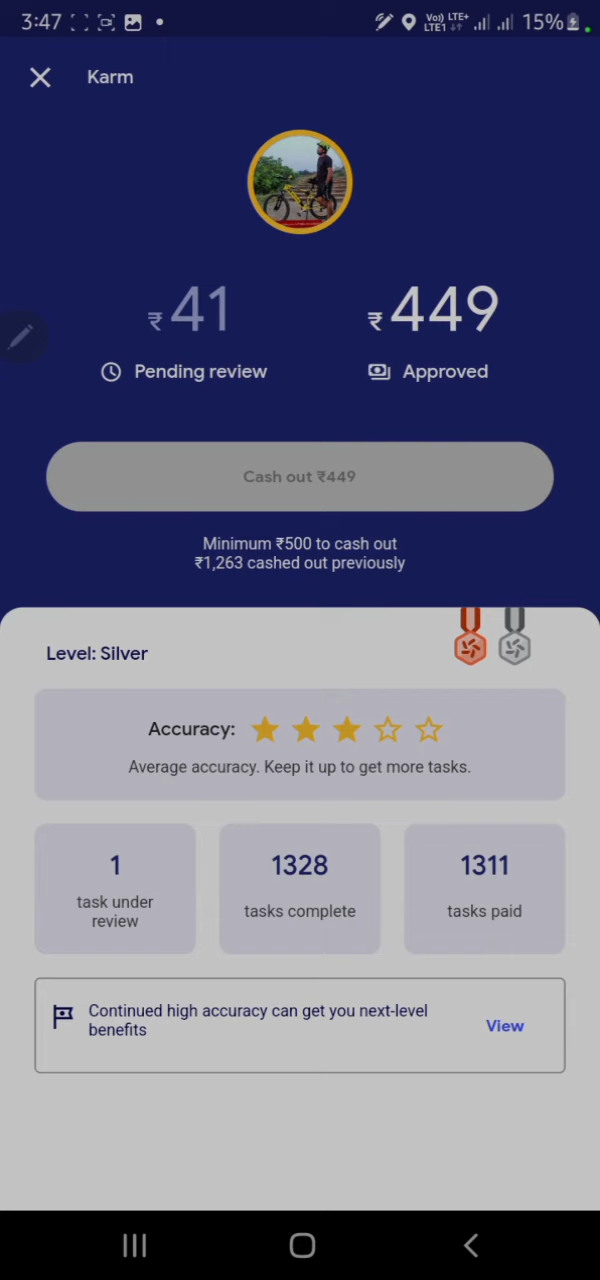 3:47 Vo)) LTE+ LTE1 15%
Karm
₹41 ₹449
Pending review Approved
Cash out ₹449
Minimum ₹500 to cash out
₹1,263 cashed out previously
Level: Silver
Accuracy:
Average accuracy. Keep it up to get more tasks.
1 1328 1311
task under
review
tasks complete tasks paid
Continued high accuracy can get you next-level
benefits
View